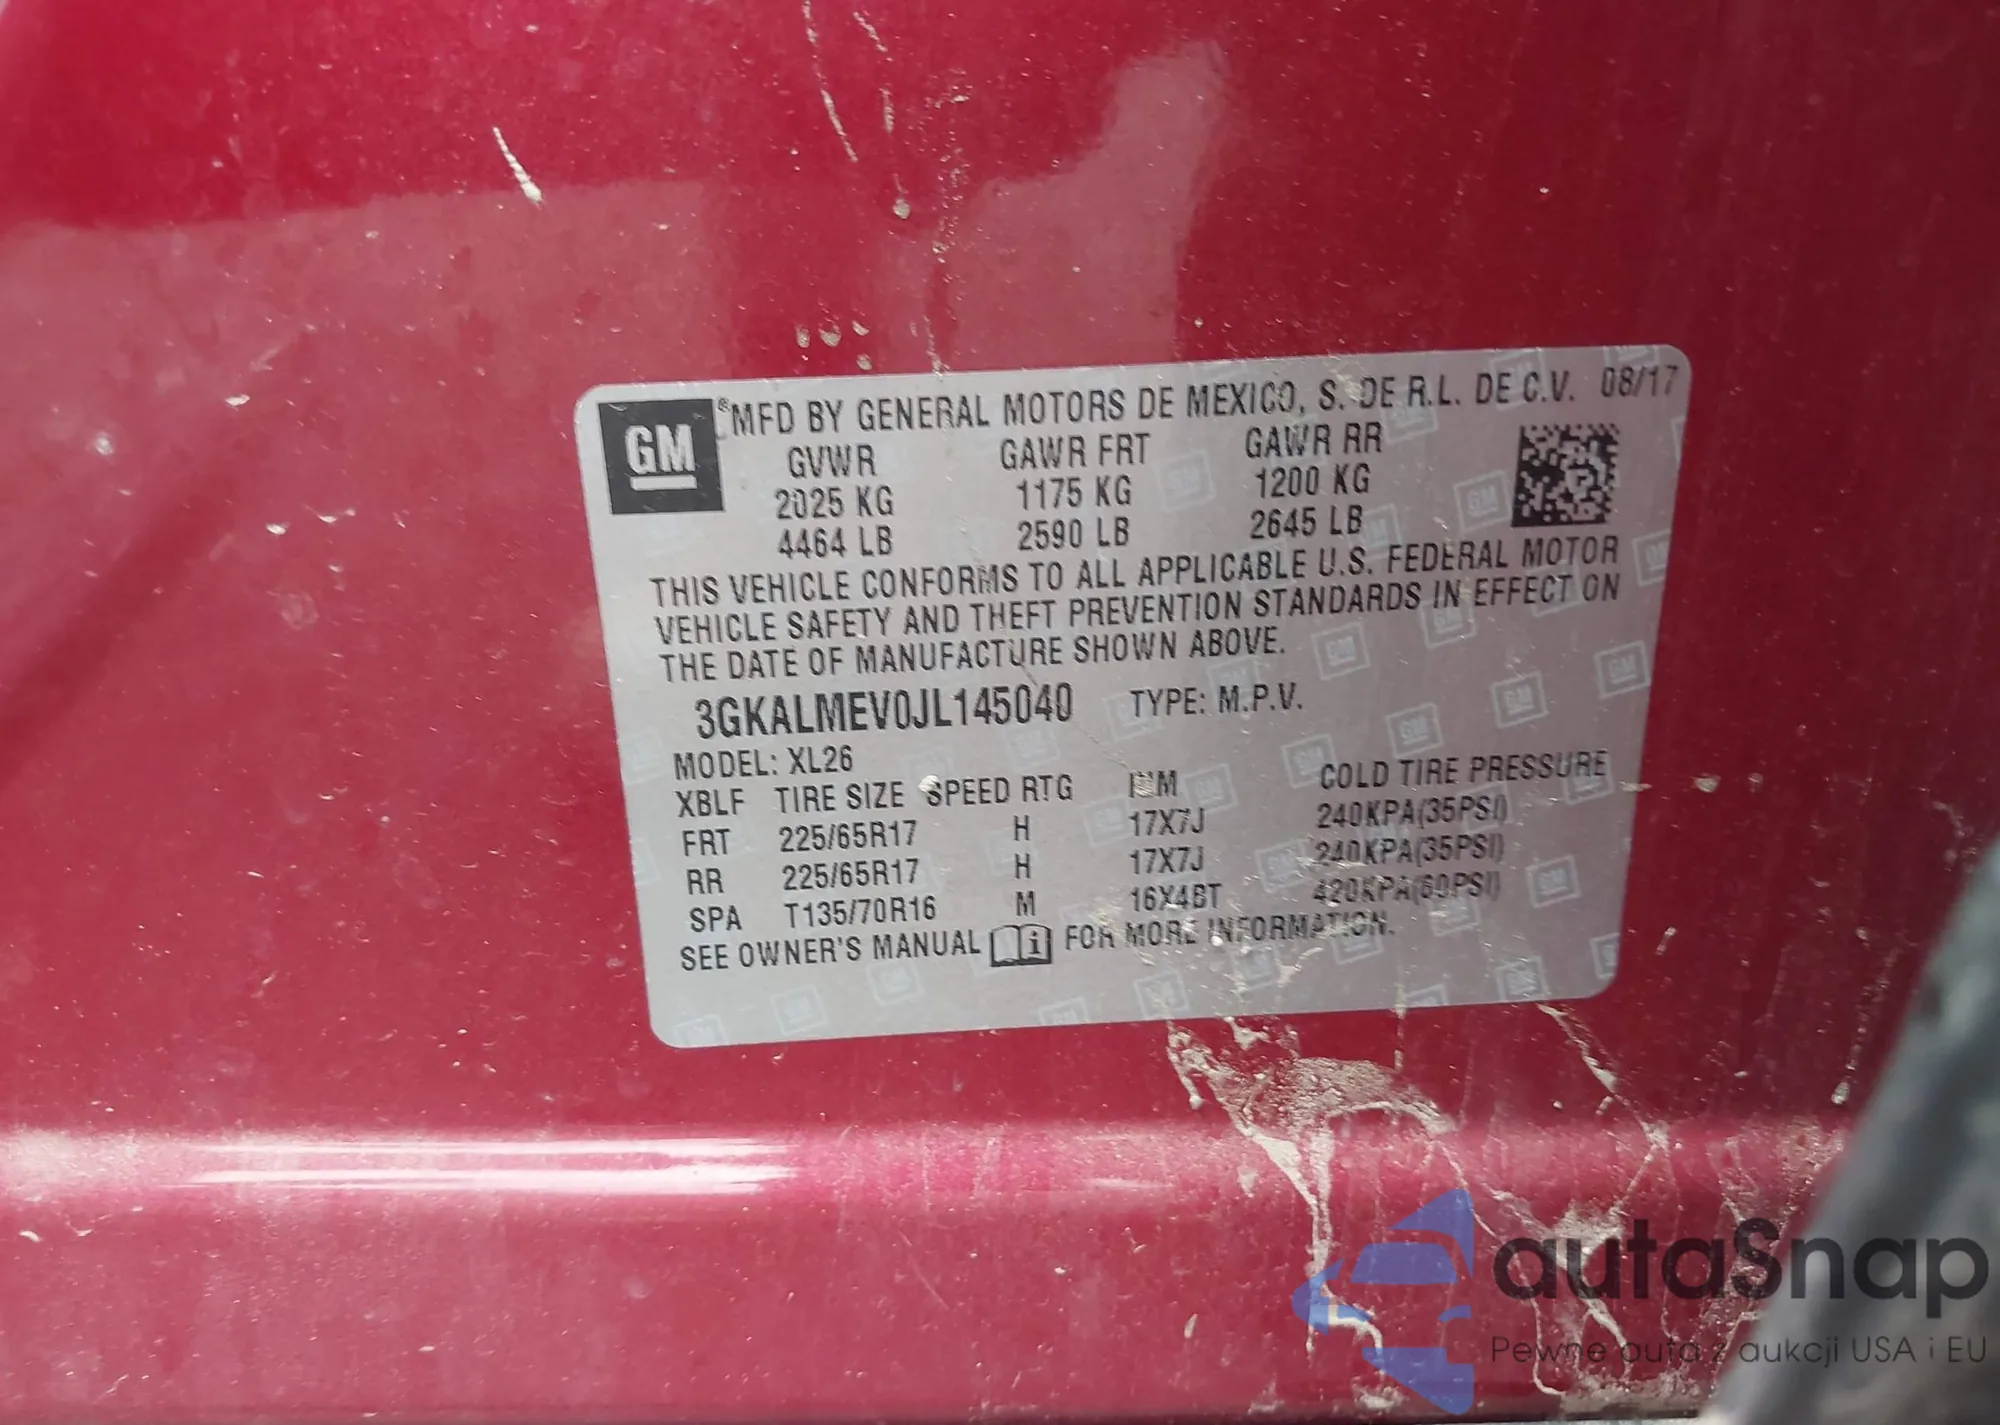 GM ®MFD BY GENERAL MOTORS DE MEXICO, S. DE R.L. DE C.V. 08/17
GVWR GAWR FRT GAWR RR
2025 KG 1175 KG 1200 KG
4464 LB 2590 LB 2645 LB
THIS VEHICLE CONFORMS TO ALL APPLICABLE U.S. FEDERAL MOTOR
VEHICLE SAFETY AND THEFT PREVENTION STANDARDS IN EFFECT ON
THE DATE OF MANUFACTURE SHOWN ABOVE.
3GKALMEV0JL145040 TYPE: M.P.V.
MODEL: XL26
XBLF TIRE SIZE SPEED RTG RIM COLD TIRE PRESSURE
FRT 225/65R17 H 17X7J 240KPA(35PSI)
RR 225/65R17 H 17X7J 240KPA(35PSI)
SPA T135/70R16 M 16X4BT 420KPA(60PSI)
SEE OWNER'S MANUAL FOR MORE INFORMATION.
autaSnap
Pewne auta z aukcji USA i EU